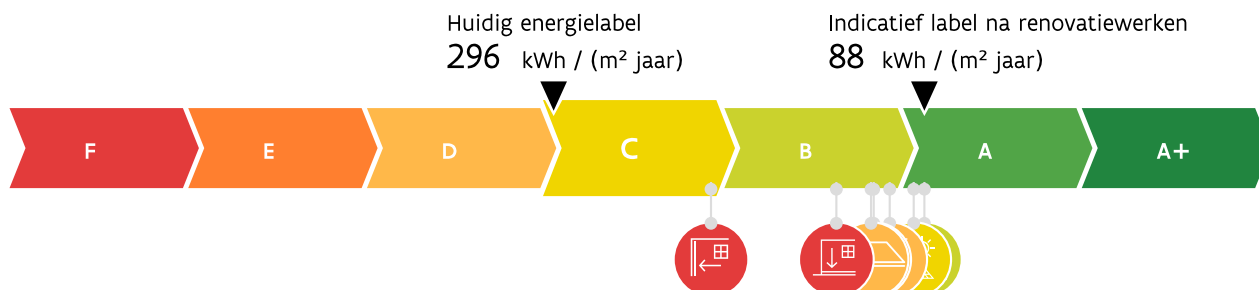 Huidig energielabel
296 kWh / (m² jaar)
Indicatief label na renovatiewerken
88 kWh / (m² jaar)
F E D C B A A+